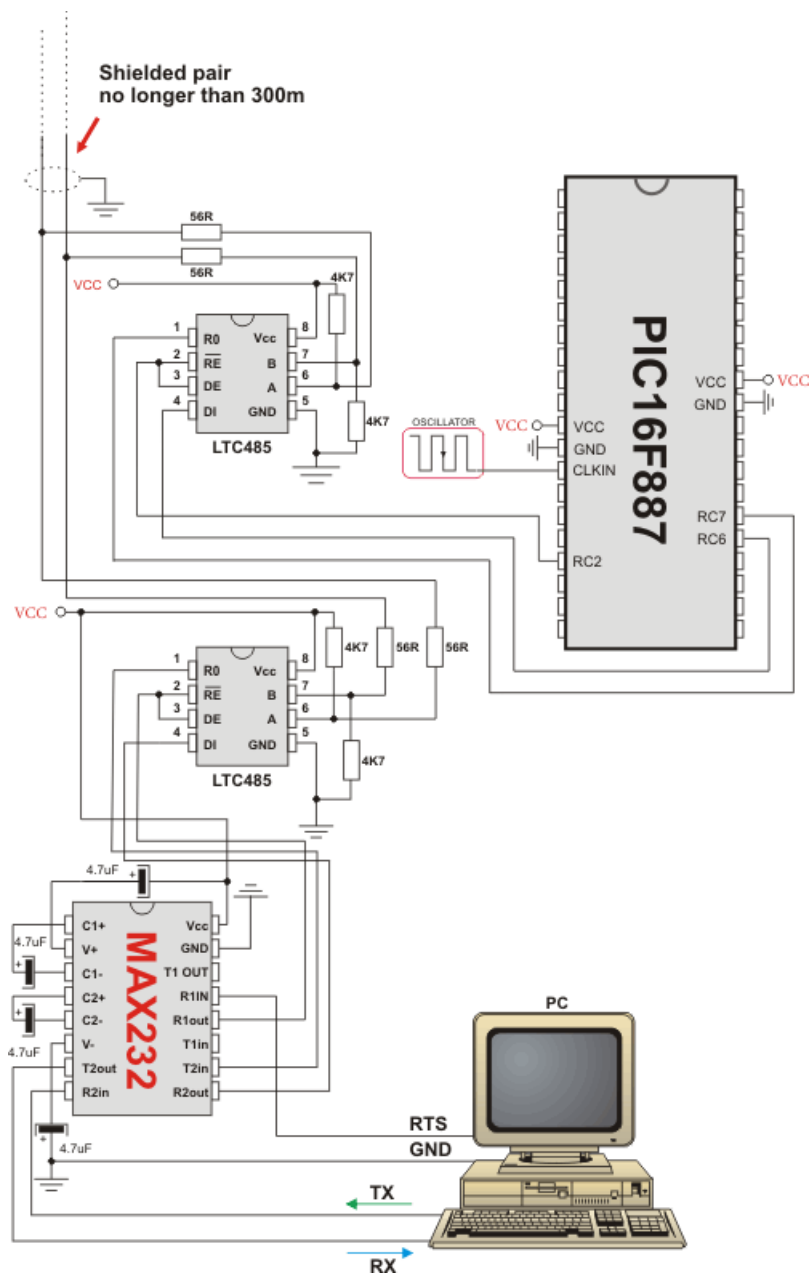 Shielded pair
no longer than 300m
56R
56R
VCC
4K7
1 R0 Vcc 8
2 RE B 7
3 DE A 6
4 DI GND 5
4K7
LTC485
OSCILLATOR
PIC16F887
VCC
GND
CLKIN
RC2
VCC
VCC
GND
VCC
RC7
RC6
VCC
4K7
56R
56R
1 R0 Vcc 8
2 RE B 7
3 DE A 6
4 DI GND 5
4K7
LTC485
4.7uF
+
MAX232
C1+ Vcc
V+ GND
C1- T1 OUT
C2+ R1IN
C2- R1out
V- T1in
T2out T2in
R2in R2out
4.7uF
+
+
4.7uF
+
4.7uF
PC
RTS
GND
TX
RX